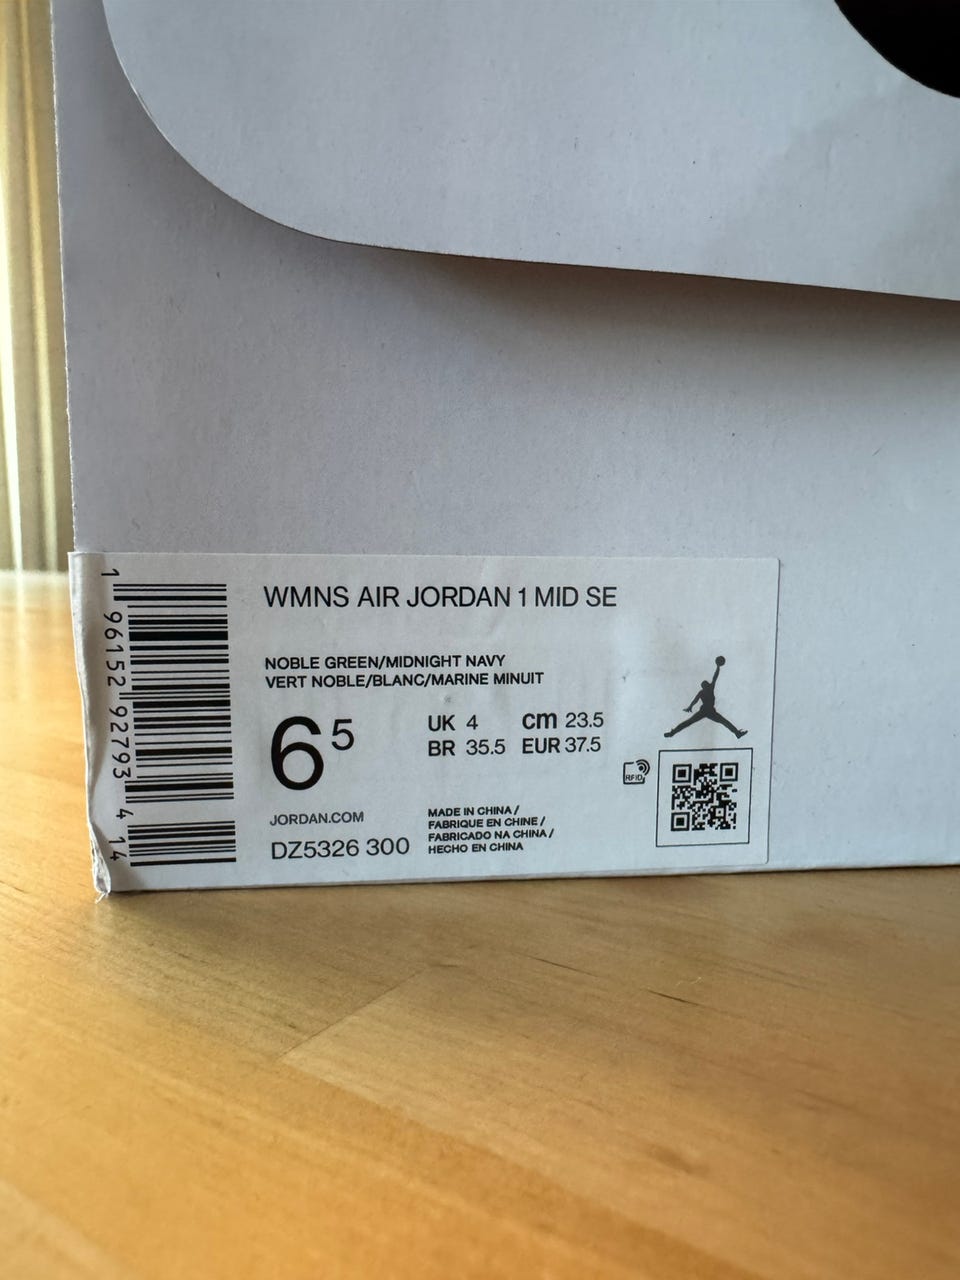 WMNS AIR JORDAN 1 MID SE
NOBLE GREEN/MIDNIGHT NAVY
VERT NOBLE/BLANC/MARINE MINUIT
6 5
UK 4 cm 23.5
BR 35.5 EUR 37.5
RFID
JORDAN.COM
DZ5326 300
MADE IN CHINA /
FABRIQUE EN CHINE /
FABRICADO NA CHINA /
HECHO EN CHINA
1 96152 92793 4 14